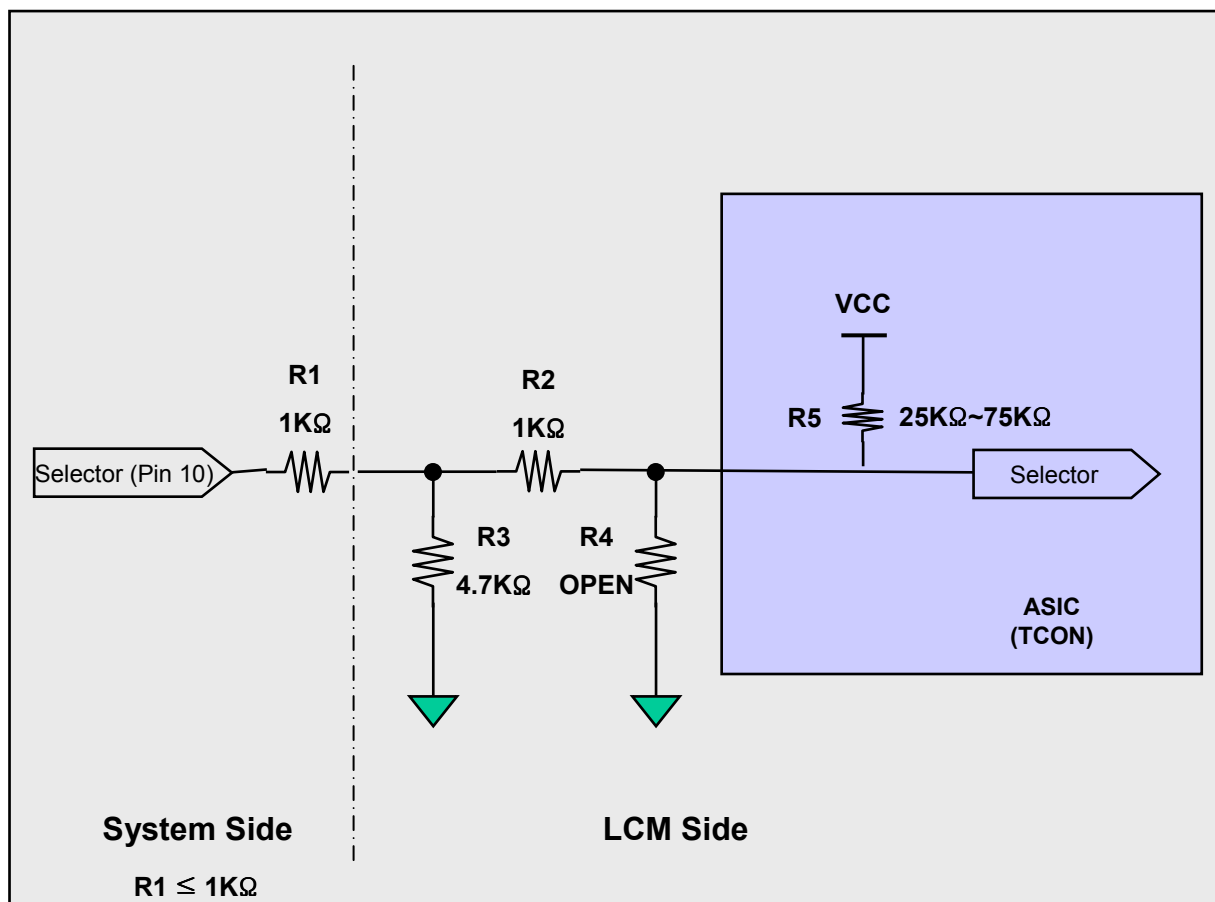 VCC
R1
R2
1KΩ
1KΩ
R5
25KΩ~75KΩ
Selector (Pin 10)
Selector
R3
4.7KΩ
R4
OPEN
ASIC
(TCON)
System Side
LCM Side
R1 ≤ 1KΩ